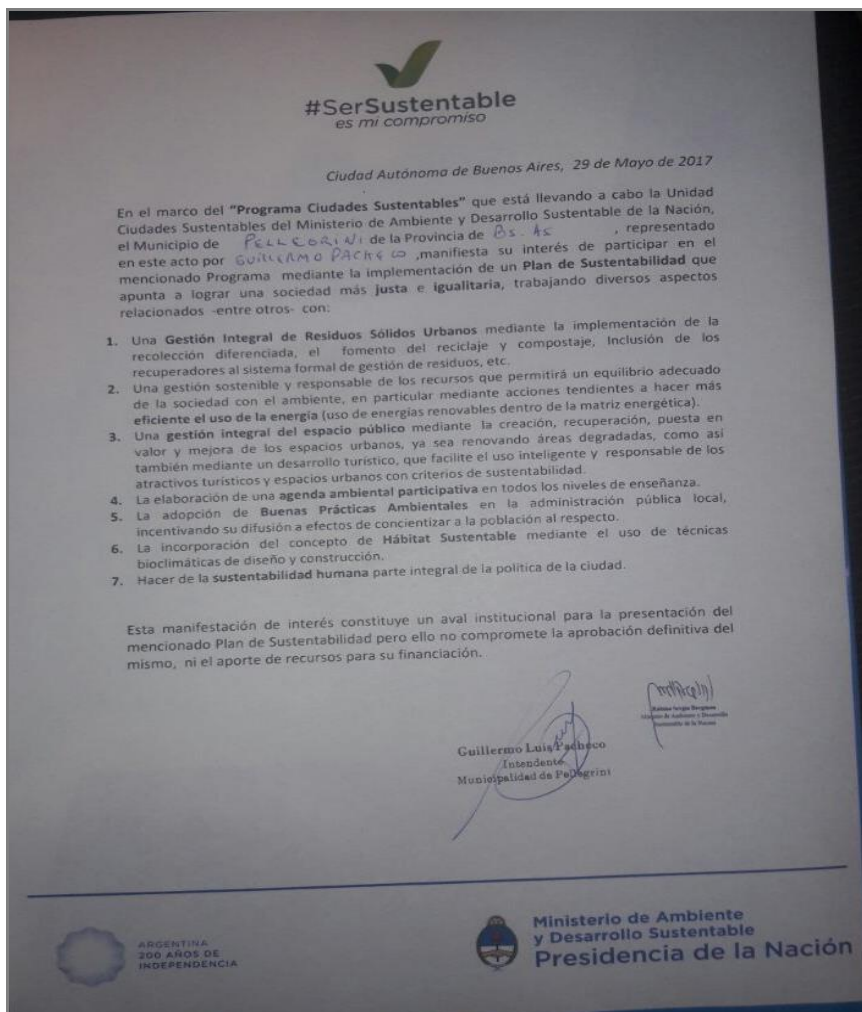 #SerSustentable
es mi compromiso
Ciudad Autónoma de Buenos Aires, 29 de Mayo de 2017
En el marco del “Programa Ciudades Sustentables” que está llevando a cabo la Unidad
Ciudades Sustentables del Ministerio de Ambiente y Desarrollo Sustentable de la Nación,
el Municipio de PELLEGRINI de la Provincia de Bs. As , representado
en este acto por GUILLERMO PACHECO ,manifiesta su interés de participar en el
mencionado Programa mediante la implementación de un Plan de Sustentabilidad que
apunta a lograr una sociedad más justa e igualitaria, trabajando diversos aspectos
relacionados -entre otros- con:
1. Una Gestión Integral de Residuos Sólidos Urbanos mediante la implementación de la
recolección diferenciada, el fomento del reciclaje y compostaje, Inclusión de los
recuperadores al sistema formal de gestión de residuos, etc.
2. Una gestión sostenible y responsable de los recursos que permitirá un equilibrio adecuado
de la sociedad con el ambiente, en particular mediante acciones tendientes a hacer más
eficiente el uso de la energía (uso de energías renovables dentro de la matriz energética).
3. Una gestión integral del espacio público mediante la creación, recuperación, puesta en
valor y mejora de los espacios urbanos, ya sea renovando áreas degradadas, como así
también mediante un desarrollo turístico, que facilite el uso inteligente y responsable de los
atractivos turísticos y espacios urbanos con criterios de sustentabilidad.
4. La elaboración de una agenda ambiental participativa en todos los niveles de enseñanza.
5. La adopción de Buenas Prácticas Ambientales en la administración pública local,
incentivando su difusión a efectos de concientizar a la población al respecto.
6. La incorporación del concepto de Hábitat Sustentable mediante el uso de técnicas
bioclimáticas de diseño y construcción.
7. Hacer de la sustentabilidad humana parte integral de la política de la ciudad.
Esta manifestación de interés constituye un aval institucional para la presentación del
mencionado Plan de Sustentabilidad pero ello no compromete la aprobación definitiva del
mismo, ni el aporte de recursos para su financiación.
Guillermo Luis Pacheco
Intendente
Municipalidad de Pellegrini
Sergio Bergman
Ministro de Ambiente y Desarrollo
Sustentable de la Nación
ARGENTINA
200 AÑOS DE
INDEPENDENCIA
Ministerio de Ambiente
y Desarrollo Sustentable
Presidencia de la Nación